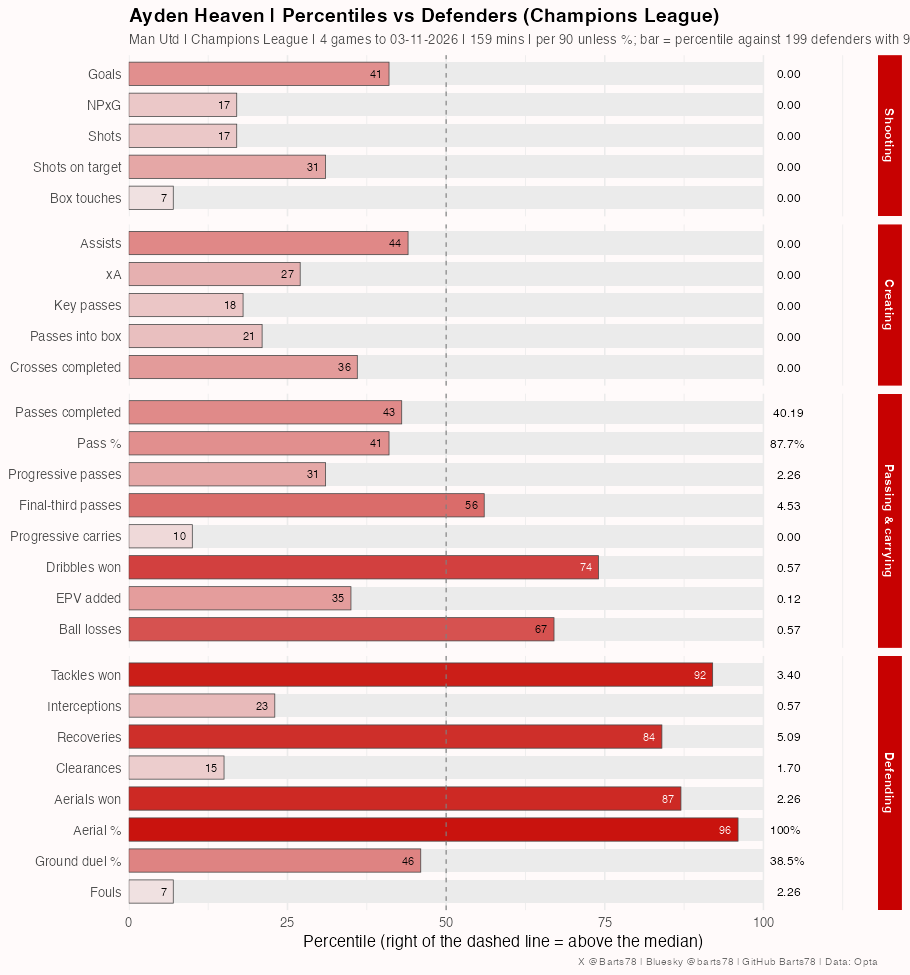 Ayden Heaven | Percentiles vs Defenders (Champions League)
Man Utd | Champions League | 4 games to 03-11-2026 | 159 mins | per 90 unless %; bar = percentile against 199 defenders with 9
Goals 41 0.00
NPxG 17 0.00
Shots 17 0.00
Shots on target 31 0.00
Box touches 7 0.00
Shooting
Assists 44 0.00
xA 27 0.00
Key passes 18 0.00
Passes into box 21 0.00
Crosses completed 36 0.00
Creating
Passes completed 43 40.19
Pass % 41 87.7%
Progressive passes 31 2.26
Final-third passes 56 4.53
Progressive carries 10 0.00
Dribbles won 74 0.57
EPV added 35 0.12
Ball losses 67 0.57
Passing & carrying
Tackles won 92 3.40
Interceptions 23 0.57
Recoveries 84 5.09
Clearances 15 1.70
Aerials won 87 2.26
Aerial % 96 100%
Ground duel % 46 38.5%
Fouls 7 2.26
Defending
0 25 50 75 100
Percentile (right of the dashed line = above the median)
X @Barts78 | Bluesky @barts78 | GitHub Barts78 | Data: Opta